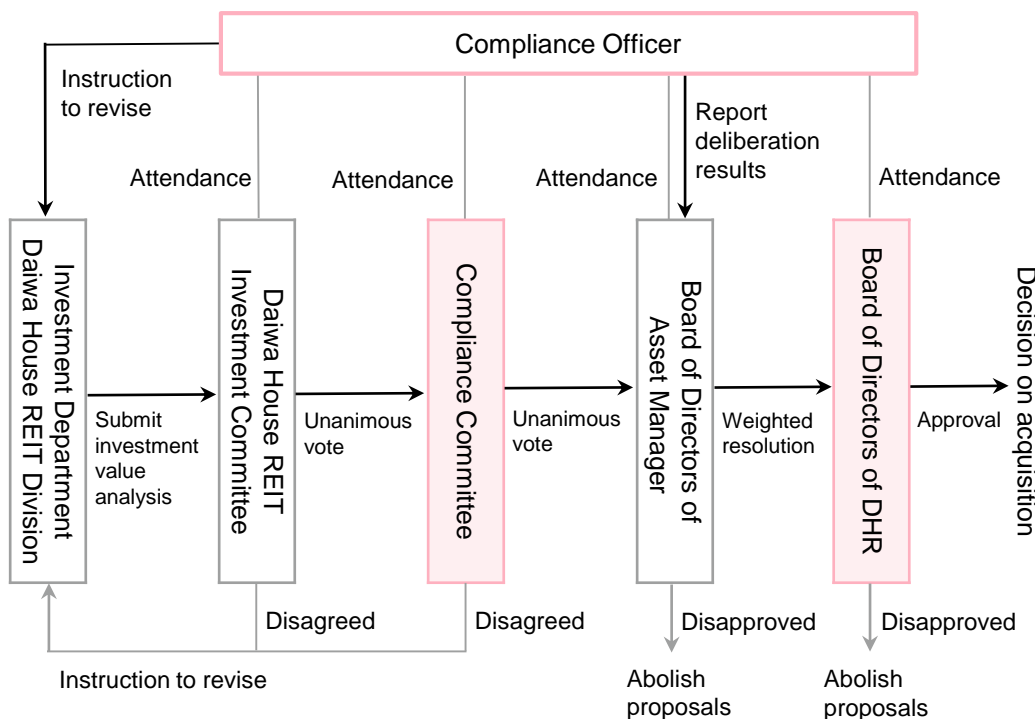 Compliance Officer
Instruction
to revise
Report
deliberation
results
Attendance
Attendance
Attendance
Attendance
Investment Department
Daiwa House REIT Division
Daiwa House REIT
Investment Committee
Compliance Committee
Board of Directors of
Asset Manager
Board of Directors of DHR
Decision on acquisition
Submit
investment
value
analysis
Unanimous
vote
Unanimous
vote
Weighted
resolution
Approval
Disagreed
Disagreed
Disapproved
Disapproved
Instruction to revise
Abolish
proposals
Abolish
proposals